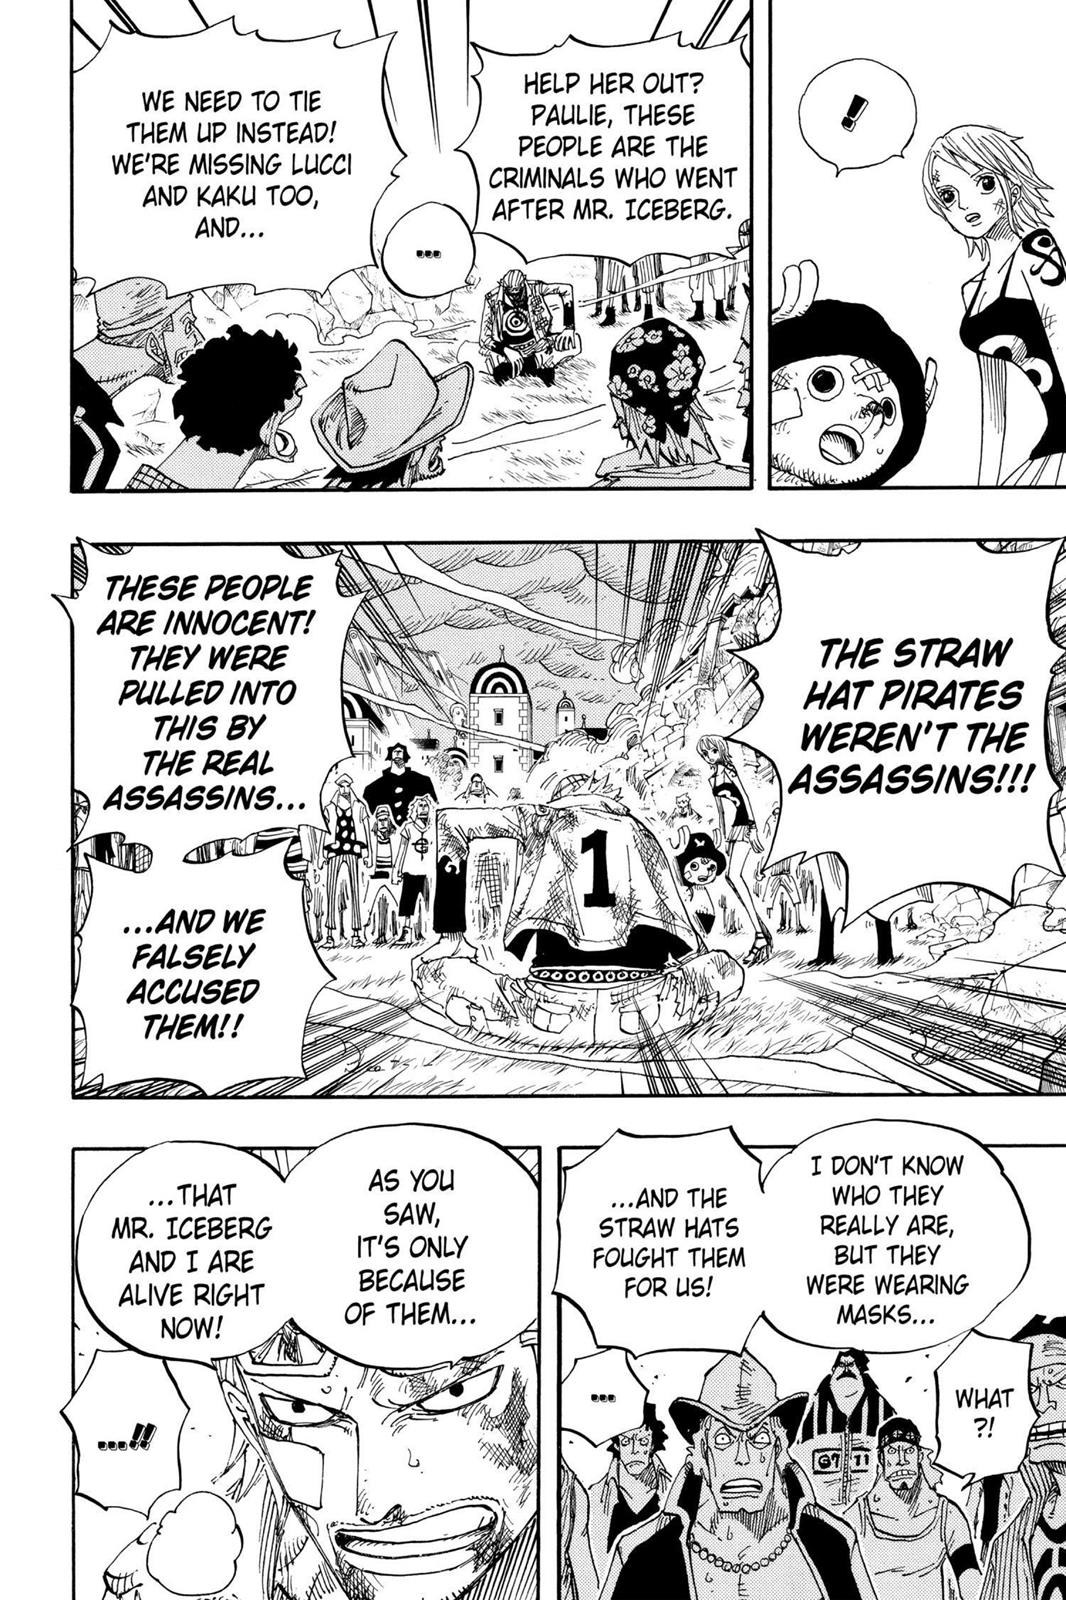 !
HELP HER OUT?
PAULIE, THESE
PEOPLE ARE THE
CRIMINALS WHO WENT
AFTER MR. ICEBERG.
...
WE NEED TO TIE
THEM UP INSTEAD!
WE'RE MISSING LUCCI
AND KAKU TOO,
AND...
THE STRAW
HAT PIRATES
WEREN'T THE
ASSASSINS!!!
THESE PEOPLE
ARE INNOCENT!
THEY WERE
PULLED INTO
THIS BY
THE REAL
ASSASSINS...
...AND WE
FALSELY
ACCUSED
THEM!!
1
I DON'T KNOW
WHO THEY
REALLY ARE,
BUT THEY
WERE WEARING
MASKS...
...AND THE
STRAW HATS
FOUGHT THEM
FOR US!
WHAT
?!
...
G7 11
AS YOU
SAW,
IT'S ONLY
BECAUSE
OF THEM...
...THAT
MR. ICEBERG
AND I ARE
ALIVE RIGHT
NOW!
...!!